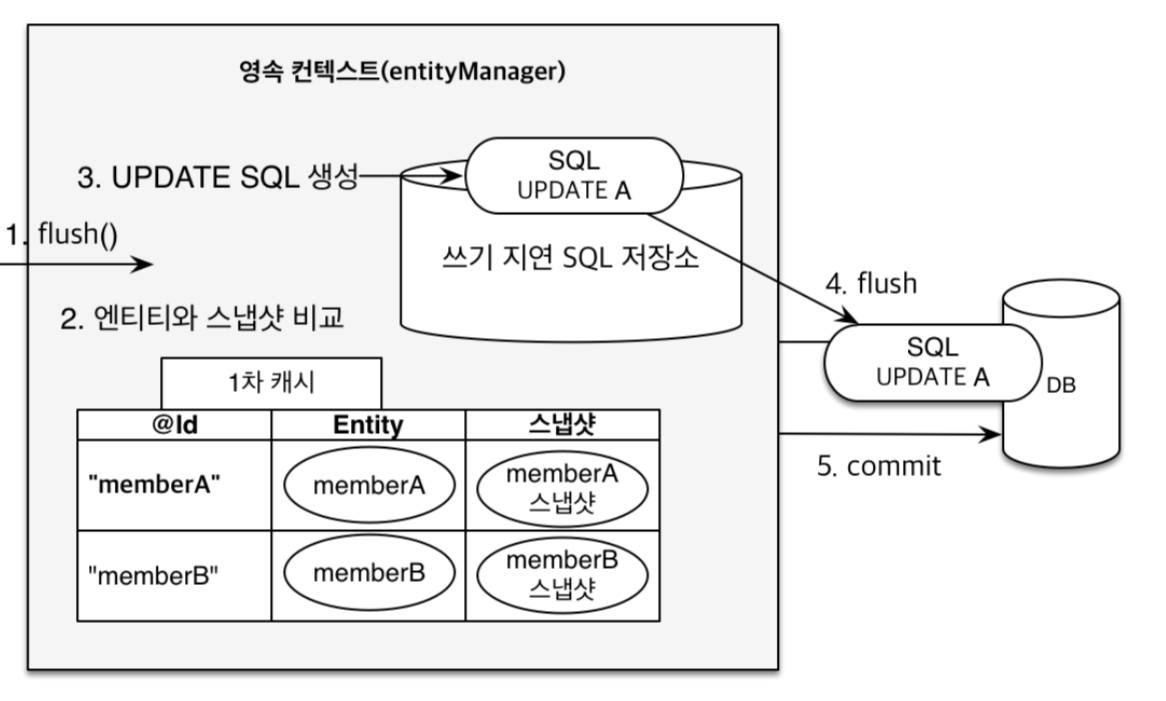 영속 컨텍스트(entityManager)
3. UPDATE SQL 생성
SQL
UPDATE A
1. flush()
쓰기 지연 SQL 저장소
2. 엔티티와 스냅샷 비교
4. flush
SQL
UPDATE A
DB
5. commit
1차 캐시
@Id Entity 스냅샷
"memberA" memberA memberA
스냅샷
"memberB" memberB memberB
스냅샷